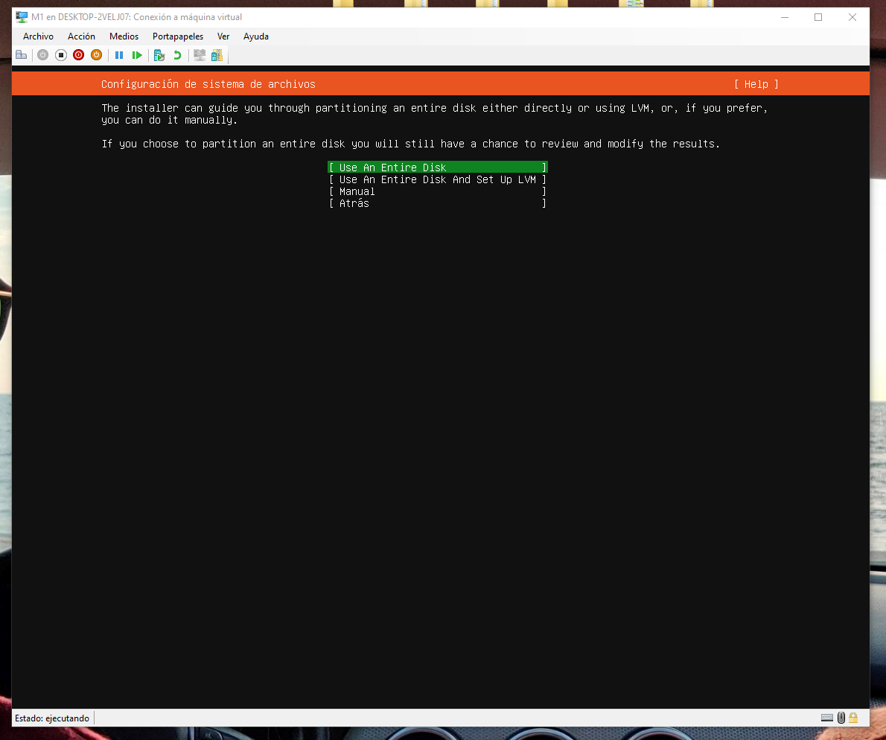 M1 en DESKTOP-2VELJ07: Conexión a máquina virtual
Archivo Acción Medios Portapapeles Ver Ayuda
Configuración de sistema de archivos [ Help ]
The installer can guide you through partitioning an entire disk either directly or using LVM, or, if you prefer,
you can do it manually.
If you choose to partition an entire disk you will still have a chance to review and modify the results.
[ Use An Entire Disk ]
[ Use An Entire Disk And Set Up LVM ]
[ Manual ]
[ Atrás ]
Estado: ejecutando